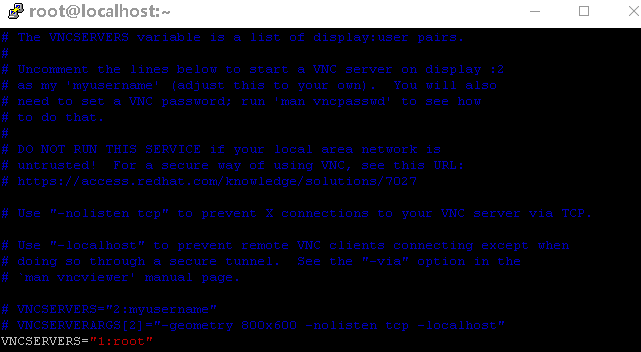 root@localhost:~
# The VNCSERVERS variable is a list of display:user pairs.
#
# Uncomment the lines below to start a VNC server on display :2
# as my 'myusername' (adjust this to your own).  You will also
# need to set a VNC password; run 'man vncpasswd' to see how
# to do that.
#
# DO NOT RUN THIS SERVICE if your local area network is
# untrusted!  For a secure way of using VNC, see this URL:
# https://access.redhat.com/knowledge/solutions/7027
# Use "-nolisten tcp" to prevent X connections to your VNC server via TCP.
# Use "-localhost" to prevent remote VNC clients connecting except when
# doing so through a secure tunnel.  See the "-via" option in the
# `man vncviewer' manual page.
# VNCSERVERS="2:myusername"
# VNCSERVERARGS[2]="-geometry 800x600 -nolisten tcp -localhost"
VNCSERVERS="1:root"